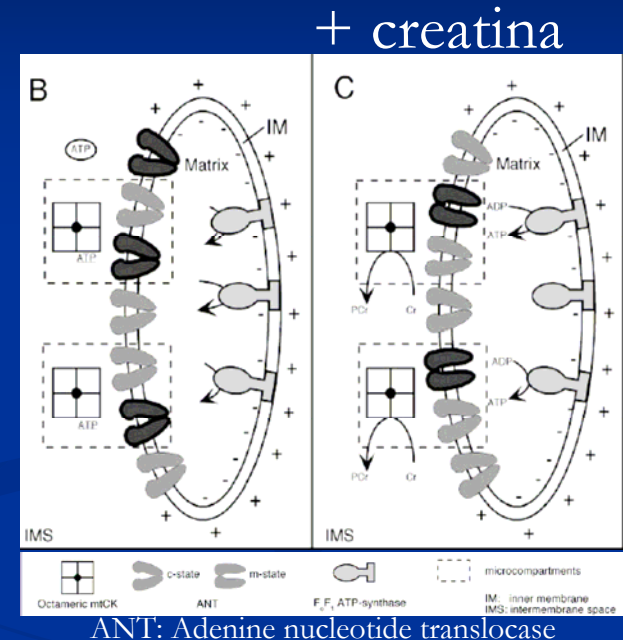 + creatina
B
ATP
IM
Matrix
ATP
ATP
IMS
C
IM
Matrix
ADP
ATP
PCr Cr
ADP
ATP
PCr Cr
IMS
Octameric mtCK
c-state m-state
ANT
F₀F₁ ATP-synthase
microcompartments
IM: inner membrane
IMS: intermembrane space
ANT: Adenine nucleotide translocase